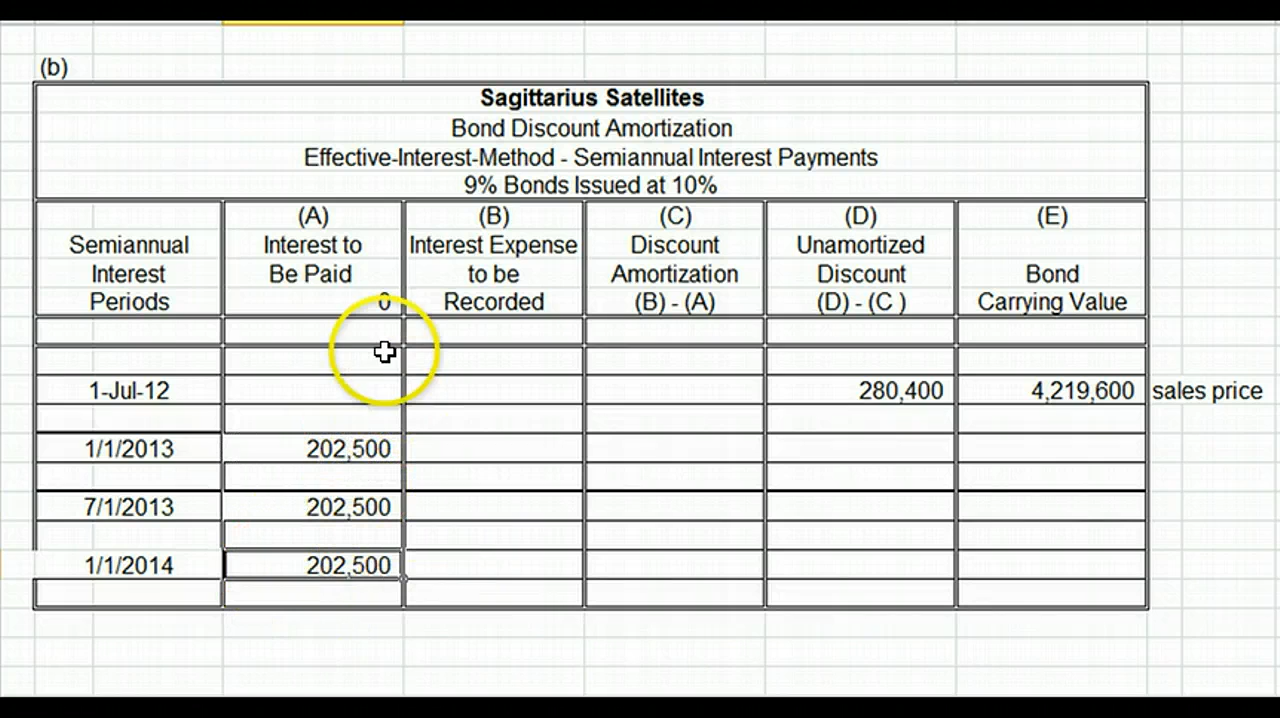 (b)
Sagittarius Satellites
Bond Discount Amortization
Effective-Interest-Method - Semiannual Interest Payments
9% Bonds Issued at 10%
(A) (B) (C) (D) (E)
Semiannual Interest to Interest Expense Discount Unamortized
Interest Be Paid to be Amortization Discount Bond
Periods 0 Recorded (B) - (A) (D) - (C ) Carrying Value
1-Jul-12 280,400 4,219,600 sales price
1/1/2013 202,500
7/1/2013 202,500
1/1/2014 202,500